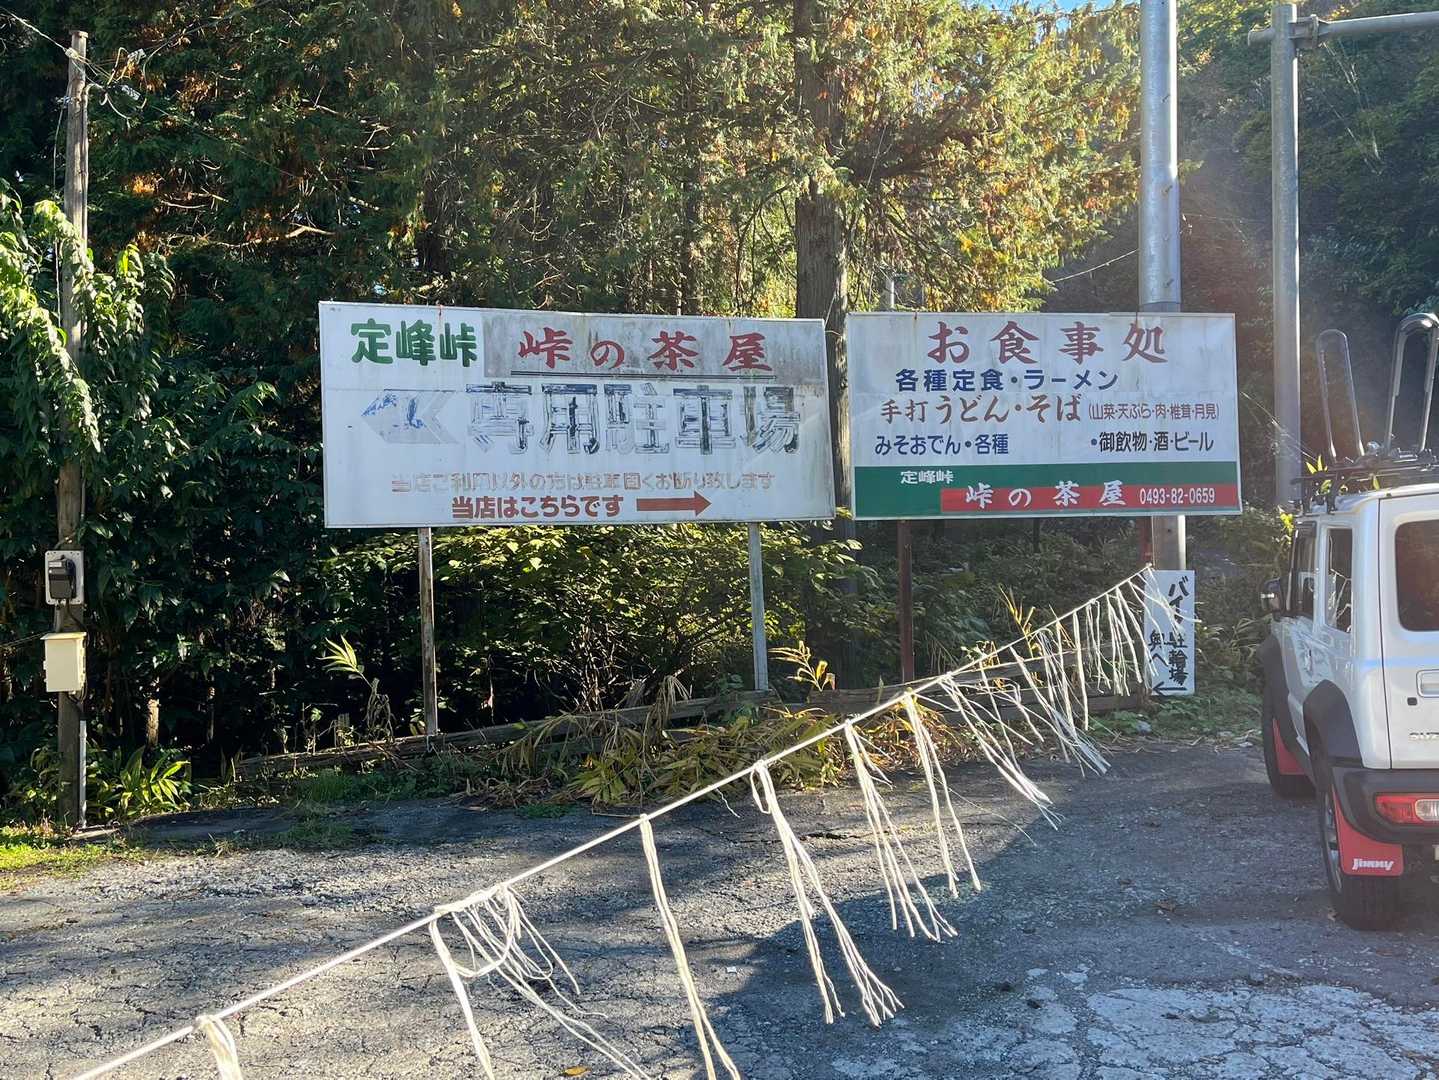 定峰峠 峠の茶屋
専用駐車場
当店ご利用以外の方は駐車固くお断り致します
当店はこちらです
お食事処
各種定食・ラーメン
手打うどん・そば(山菜・天ぷら・肉・椎茸・月見)
みそおでん・各種 •御飲物・酒・ビール
定峰峠
峠の茶屋 0493-82-0659
駐輪場
奥へ
Jimny